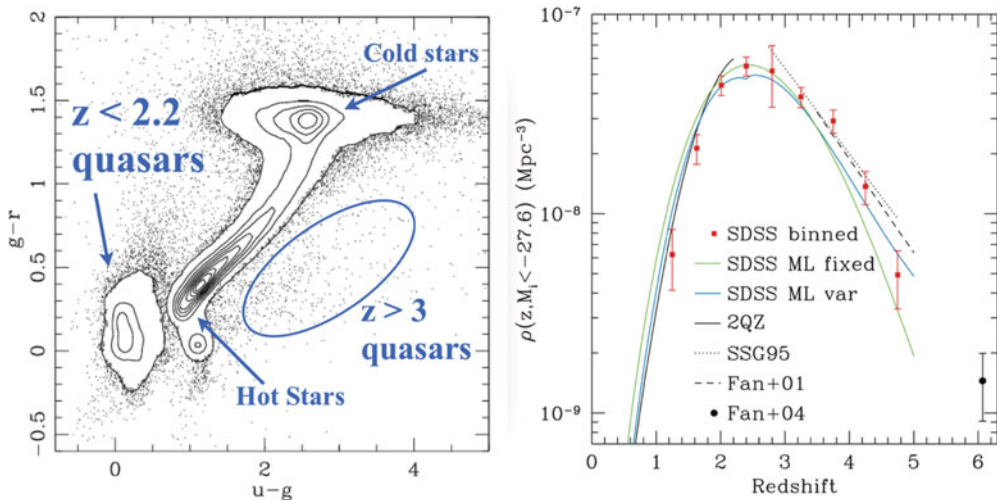 2
1.5
1
0.5
0
−0.5
g−r
0
2
4
u−g
Cold stars
z < 2.2
quasars
z > 3
quasars
Hot Stars
10⁻⁷
10⁻⁸
10⁻⁹
ρ(z,Mᵢ<−27.6) (Mpc⁻³)
SDSS binned
SDSS ML fixed
SDSS ML var
2QZ
SSG95
Fan+01
Fan+04
0
1
2
3
4
5
6
Redshift